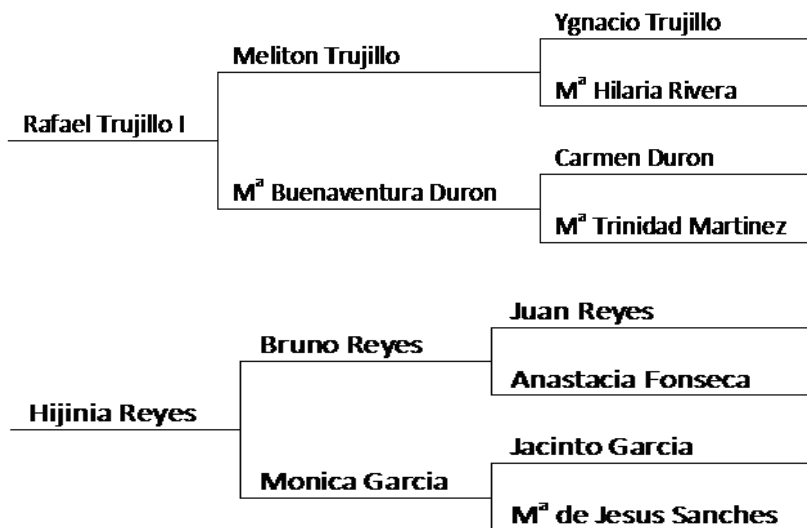 Ygnacio Trujillo
Meliton Trujillo
Mª Hilaria Rivera
Rafael Trujillo I
Carmen Duron
Mª Buenaventura Duron
Mª Trinidad Martinez
Juan Reyes
Bruno Reyes
Anastacia Fonseca
Hijinia Reyes
Jacinto Garcia
Monica Garcia
Mª de Jesus Sanches